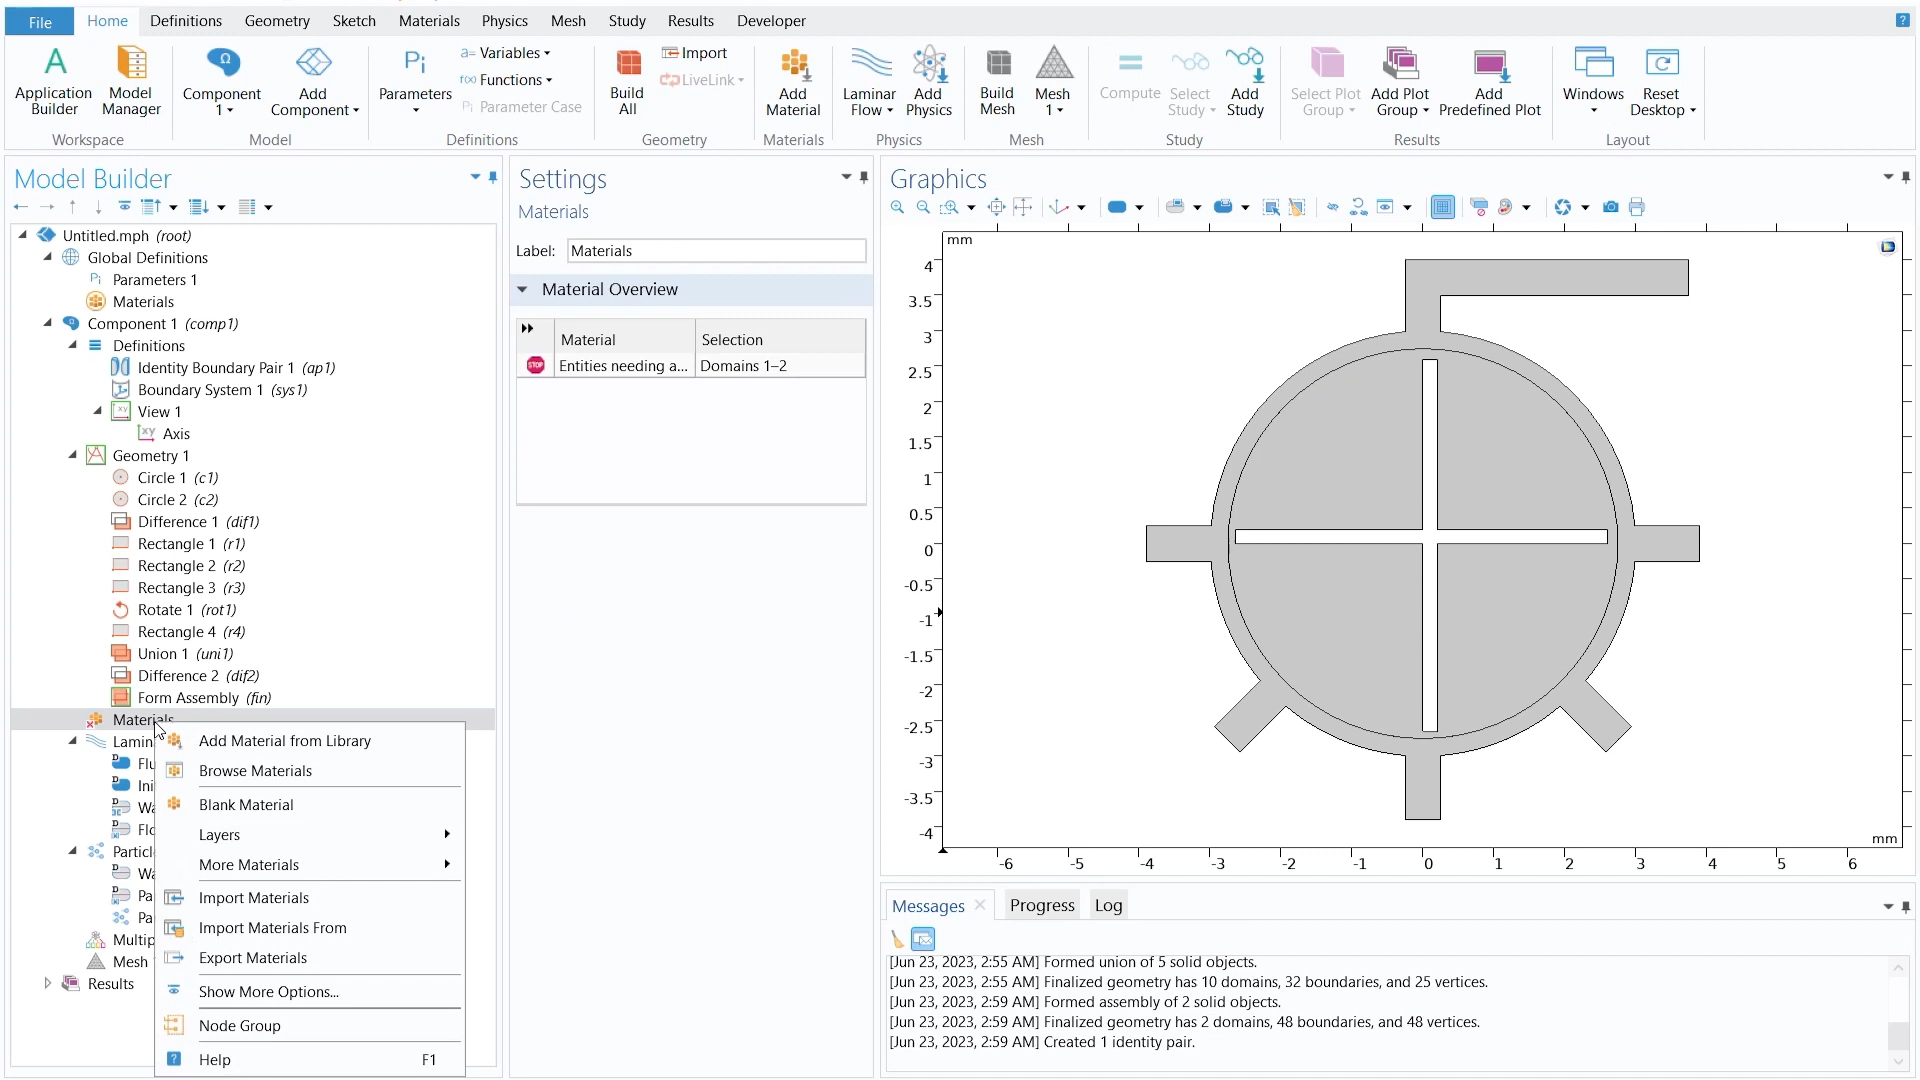 File Home Definitions Geometry Sketch Materials Physics Mesh Study Results Developer
Application Builder
Model Manager
Workspace
Component 1
Add Component
Model
Parameters
a= Variables
f(x) Functions
Pi Parameter Case
Definitions
Build All
Import
LiveLink
Geometry
Add Material
Materials
Laminar Flow
Add Physics
Physics
Build Mesh
Mesh 1
Mesh
Compute
Select Study
Add Study
Study
Select Plot Group
Add Plot Group
Add Predefined Plot
Results
Windows
Reset Desktop
Layout
Model Builder
Untitled.mph (root)
Global Definitions
Pi Parameters 1
Materials
Component 1 (comp1)
Definitions
Identity Boundary Pair 1 (ap1)
Boundary System 1 (sys1)
View 1
Axis
Geometry 1
Circle 1 (c1)
Circle 2 (c2)
Difference 1 (dif1)
Rectangle 1 (r1)
Rectangle 2 (r2)
Rectangle 3 (r3)
Rotate 1 (rot1)
Rectangle 4 (r4)
Union 1 (uni1)
Difference 2 (dif2)
Form Assembly (fin)
Materials
Mesh
Results
Add Material from Library
Browse Materials
Blank Material
Layers
More Materials
Import Materials
Import Materials From
Export Materials
Show More Options...
Node Group
Help F1
Settings
Materials
Label: Materials
Material Overview
Material Selection
STOP Entities needing a... Domains 1–2
Graphics
mm
4
3.5
3
2.5
2
1.5
1
0.5
0
-0.5
-1
-1.5
-2
-2.5
-3
-3.5
-4
mm
-6 -5 -4 -3 -2 -1 0 1 2 3 4 5 6
Messages Progress Log
[Jun 23, 2023, 2:55 AM] Formed union of 5 solid objects.
[Jun 23, 2023, 2:55 AM] Finalized geometry has 10 domains, 32 boundaries, and 25 vertices.
[Jun 23, 2023, 2:59 AM] Formed assembly of 2 solid objects.
[Jun 23, 2023, 2:59 AM] Finalized geometry has 2 domains, 48 boundaries, and 48 vertices.
[Jun 23, 2023, 2:59 AM] Created 1 identity pair.